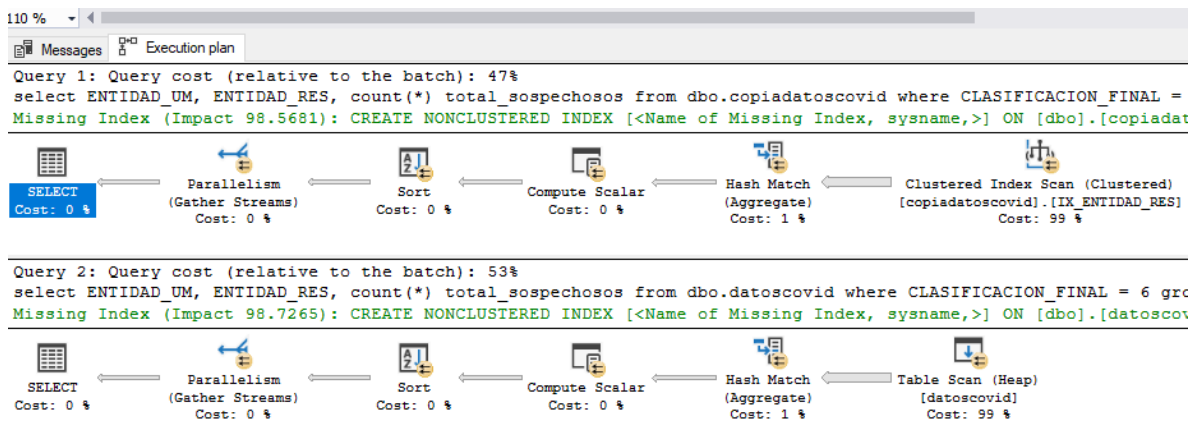 110 %
Messages Execution plan
Query 1: Query cost (relative to the batch): 47%
select ENTIDAD_UM, ENTIDAD_RES, count(*) total_sospechosos from dbo.copiadatoscovid where CLASIFICACION_FINAL =
Missing Index (Impact 98.5681): CREATE NONCLUSTERED INDEX [<Name of Missing Index, sysname,>] ON [dbo].[copiadat
SELECT
Cost: 0 %
Parallelism
(Gather Streams)
Cost: 0 %
Sort
Cost: 0 %
Compute Scalar
Cost: 0 %
Hash Match
(Aggregate)
Cost: 1 %
Clustered Index Scan (Clustered)
[copiadatoscovid].[IX_ENTIDAD_RES]
Cost: 99 %
Query 2: Query cost (relative to the batch): 53%
select ENTIDAD_UM, ENTIDAD_RES, count(*) total_sospechosos from dbo.datoscovid where CLASIFICACION_FINAL = 6 gro
Missing Index (Impact 98.7265): CREATE NONCLUSTERED INDEX [<Name of Missing Index, sysname,>] ON [dbo].[datoscov
SELECT
Cost: 0 %
Parallelism
(Gather Streams)
Cost: 0 %
Sort
Cost: 0 %
Compute Scalar
Cost: 0 %
Hash Match
(Aggregate)
Cost: 1 %
Table Scan (Heap)
[datoscovid]
Cost: 99 %